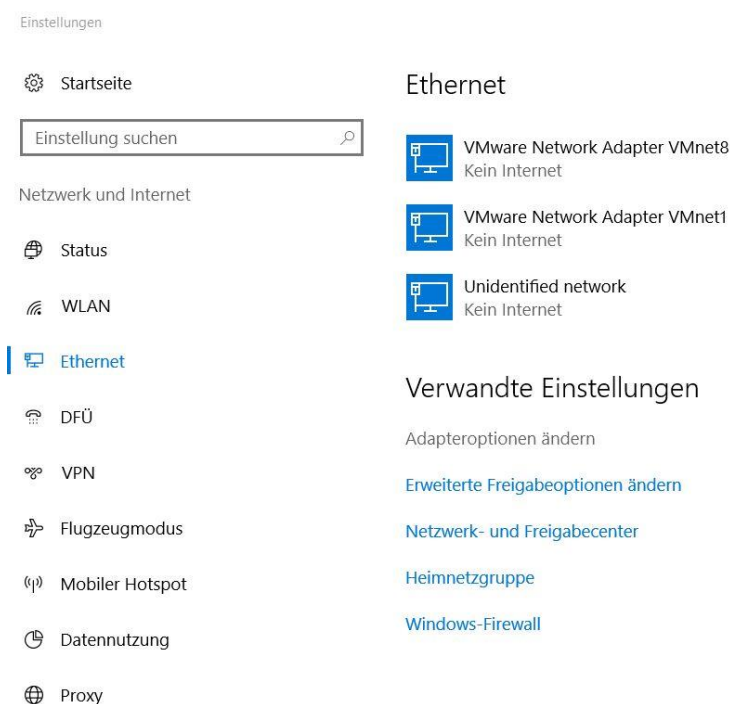 Einstellungen
Startseite
Einstellung suchen
Netzwerk und Internet
Status
WLAN
Ethernet
DFÜ
VPN
Flugzeugmodus
Mobiler Hotspot
Datennutzung
Proxy
Ethernet
VMware Network Adapter VMnet8
Kein Internet
VMware Network Adapter VMnet1
Kein Internet
Unidentified network
Kein Internet
Verwandte Einstellungen
Adapteroptionen ändern
Erweiterte Freigabeoptionen ändern
Netzwerk- und Freigabecenter
Heimnetzgruppe
Windows-Firewall